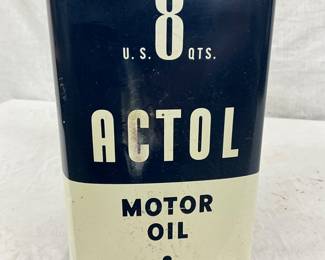 8
U.S. QTS.
ACTOL
MOTOR
OIL